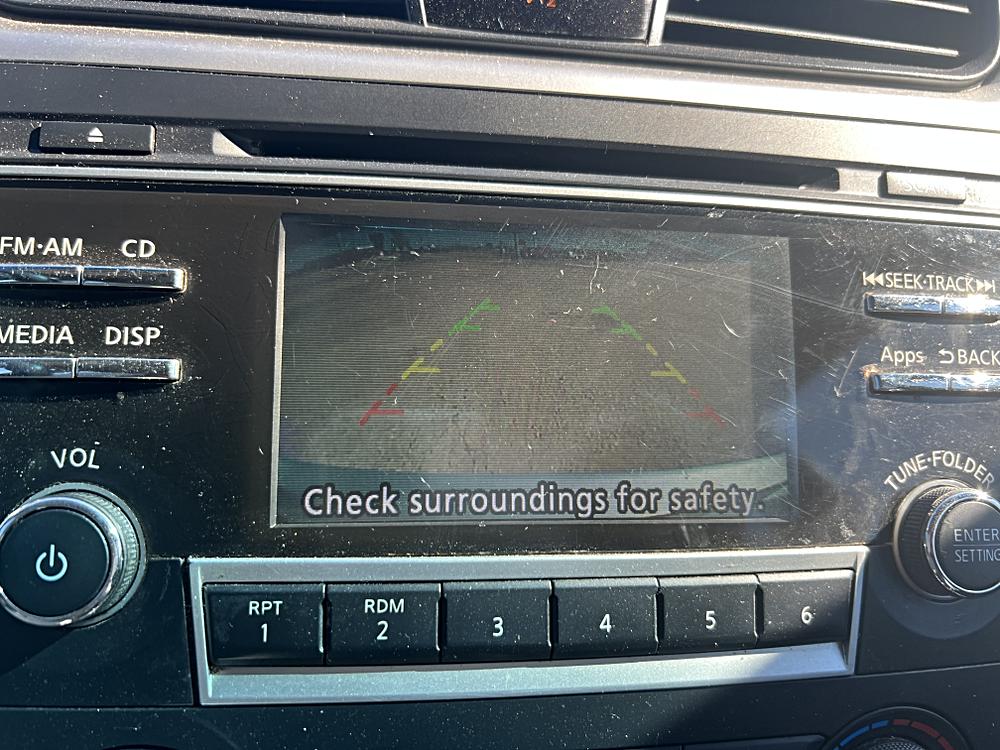 FM·AM CD
SEEK·TRACK
MEDIA DISP
Apps BACK
VOL
TUNE·FOLDER
Check surroundings for safety.
ENTER
SETTING
RPT RDM
1 2 3 4 5 6